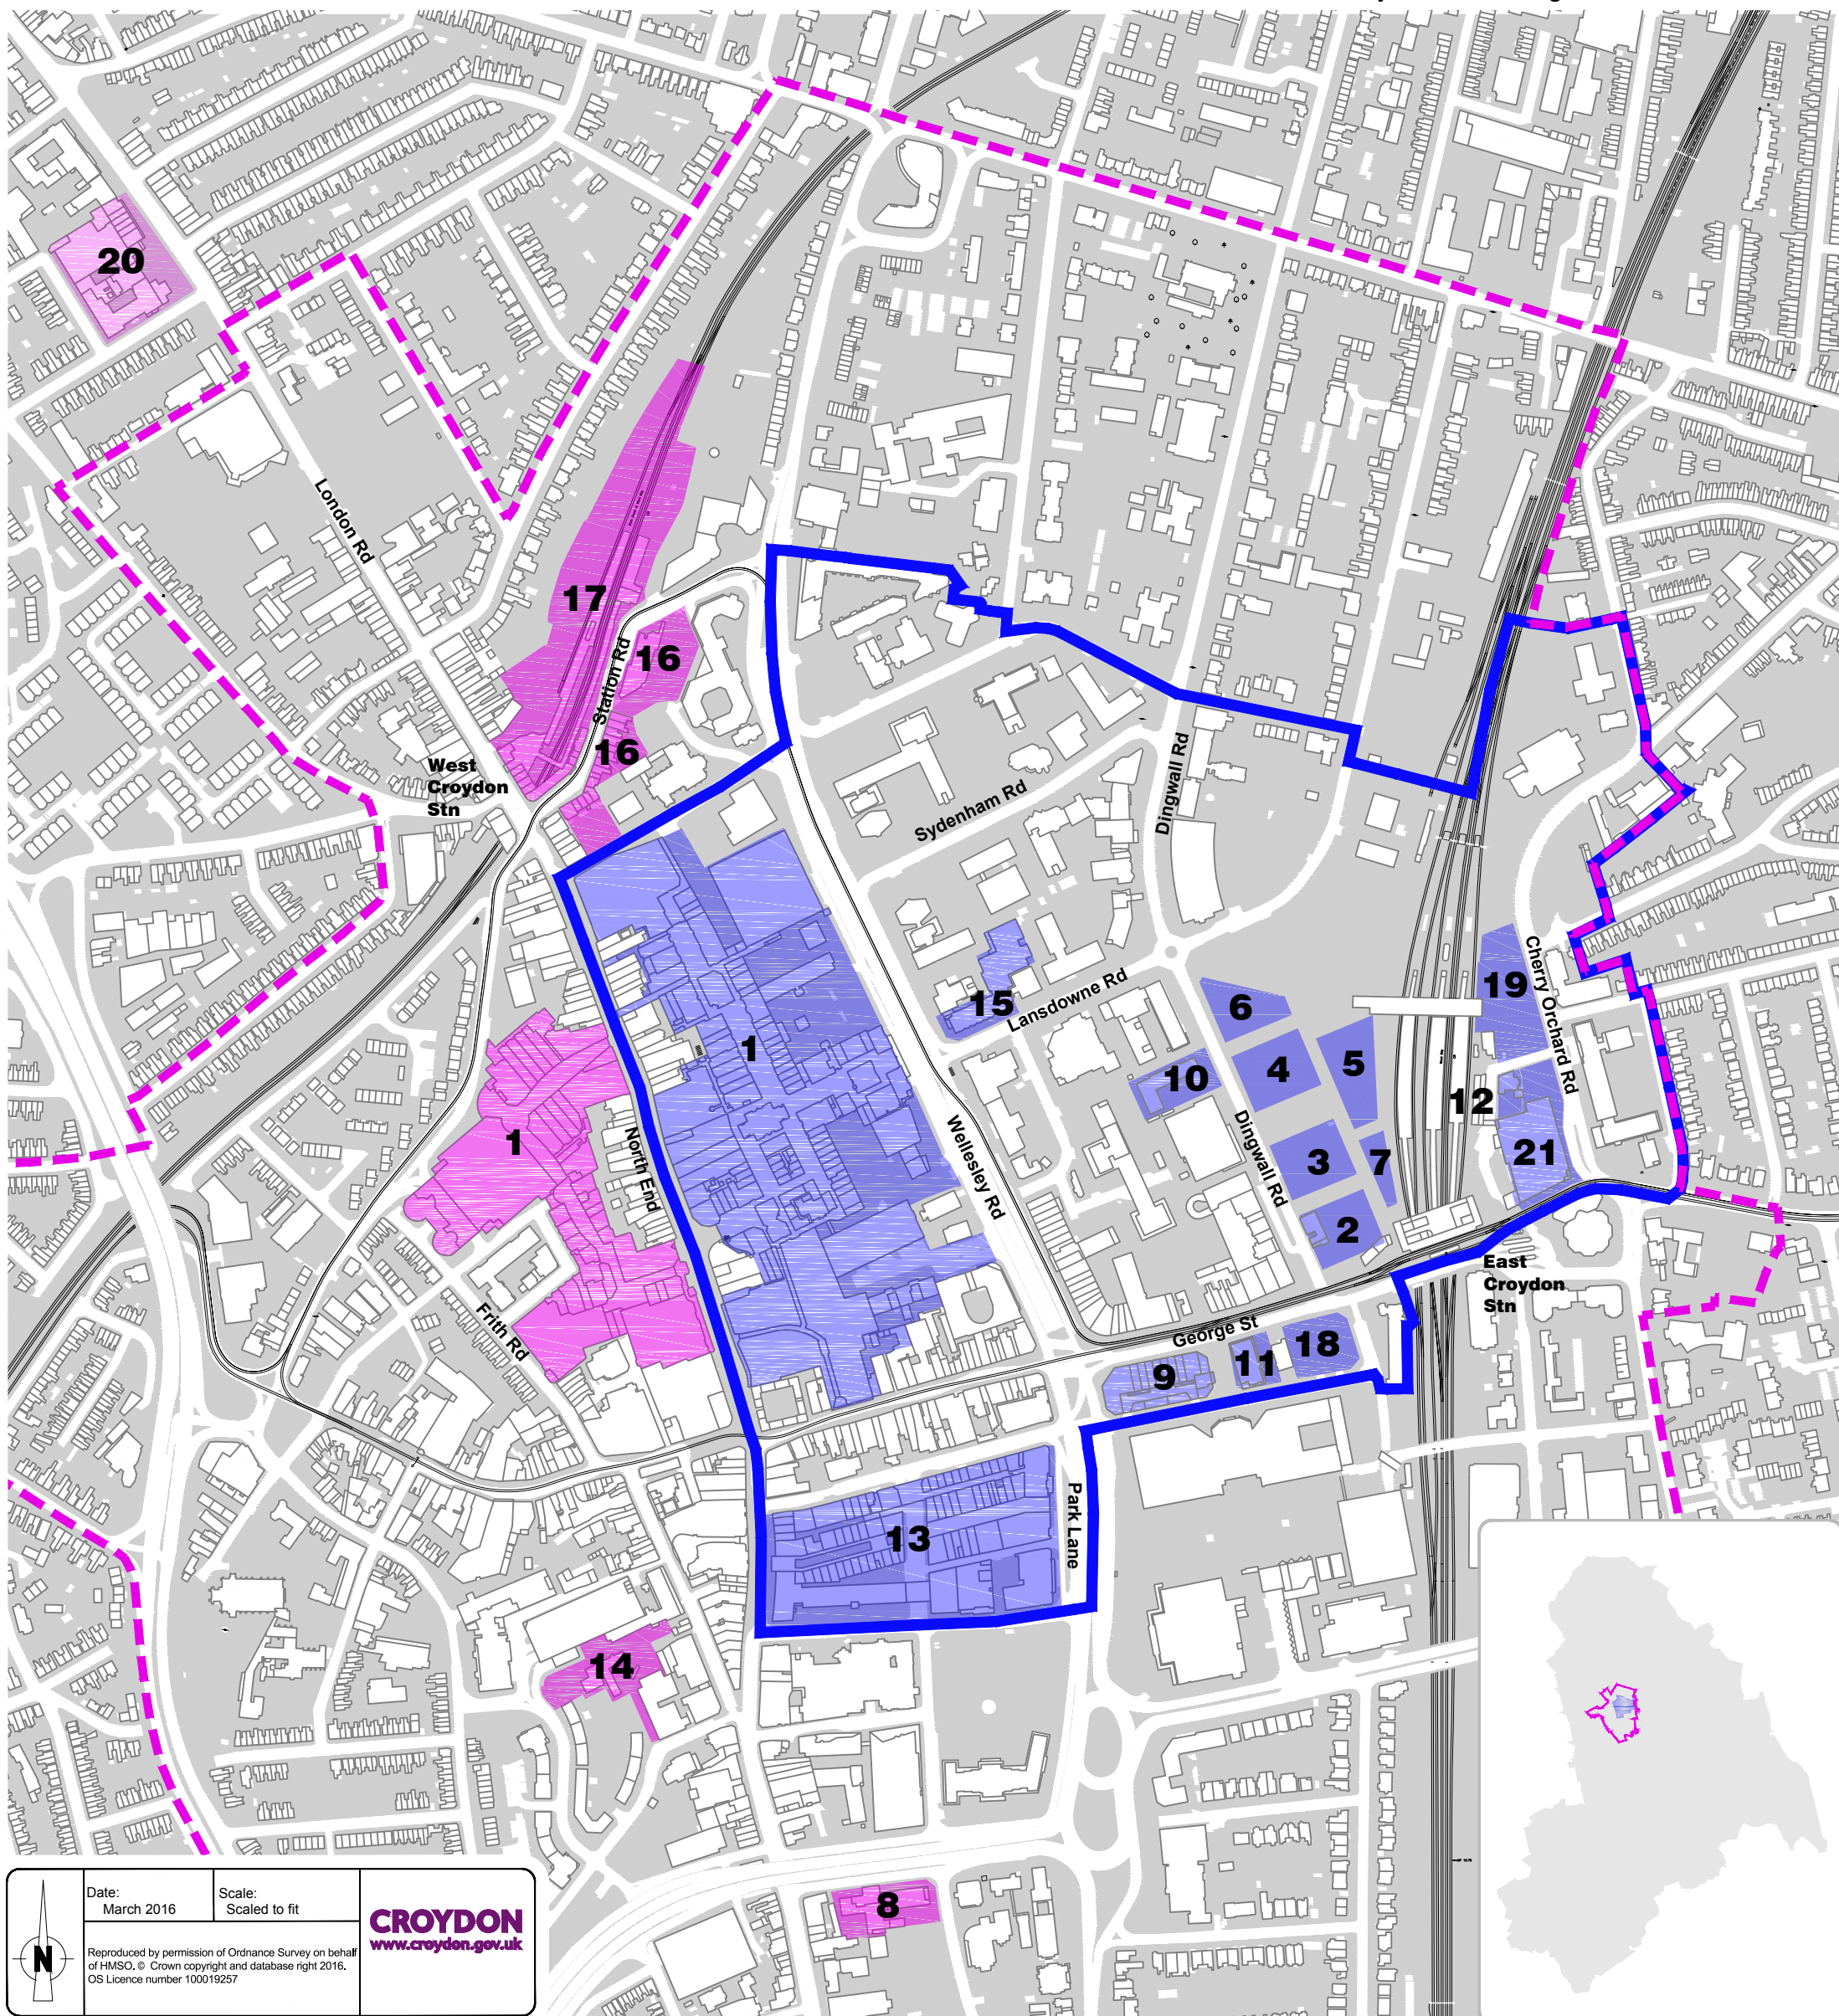 20
London Rd
17
16
Station Rd
16
West
Croydon
Stn
Sydenham Rd
Dingwall Rd
15
Lansdowne Rd
6
19
Cherry Orchard Rd
1
10
4
5
12
1
North End
Wellesley Rd
Dingwall Rd
3
7
21
2
East
Croydon
Stn
Frith Rd
George St
9
11
18
13
Park Lane
14
8
Date:
March 2016
Scale:
Scaled to fit
CROYDON
www.croydon.gov.uk
N
Reproduced by permission of Ordnance Survey on behalf
of HMSO. © Crown copyright and database right 2016.
OS Licence number 100019257